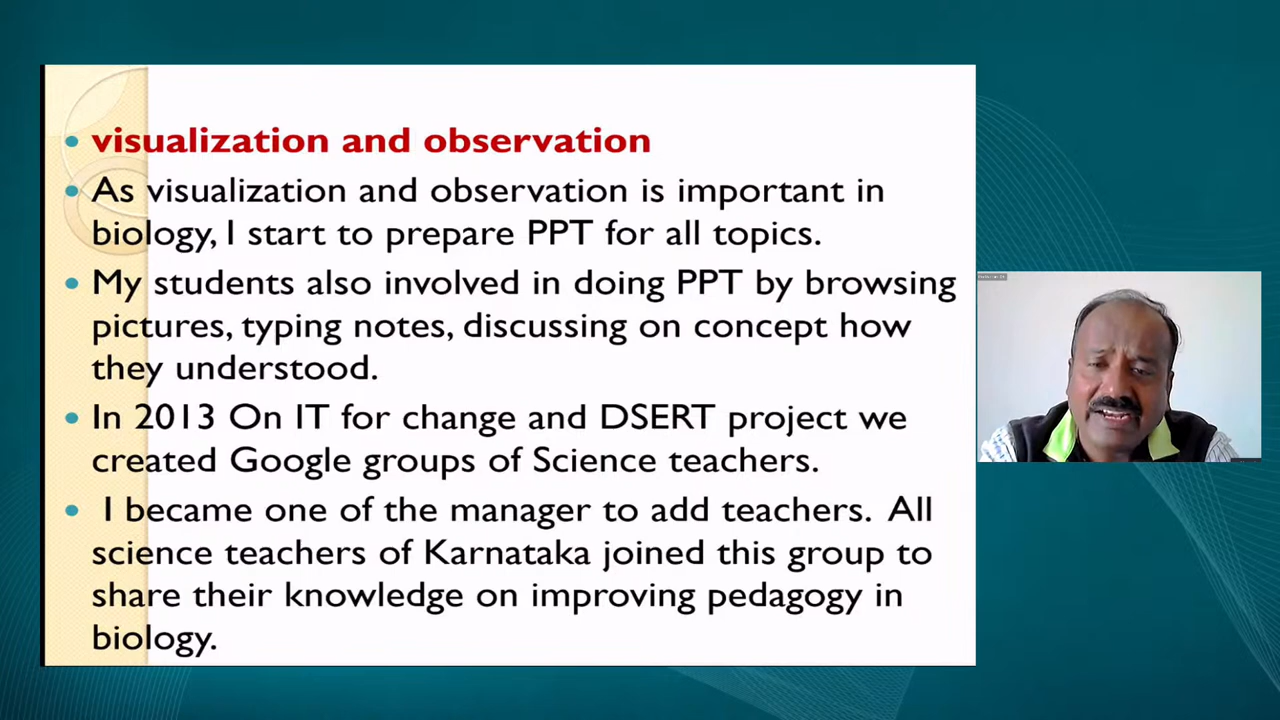 visualization and observation
As visualization and observation is important in
biology, I start to prepare PPT for all topics.
My students also involved in doing PPT by browsing
pictures, typing notes, discussing on concept how
they understood.
In 2013 On IT for change and DSERT project we
created Google groups of Science teachers.
I became one of the manager to add teachers. All
science teachers of Karnataka joined this group to
share their knowledge on improving pedagogy in
biology.